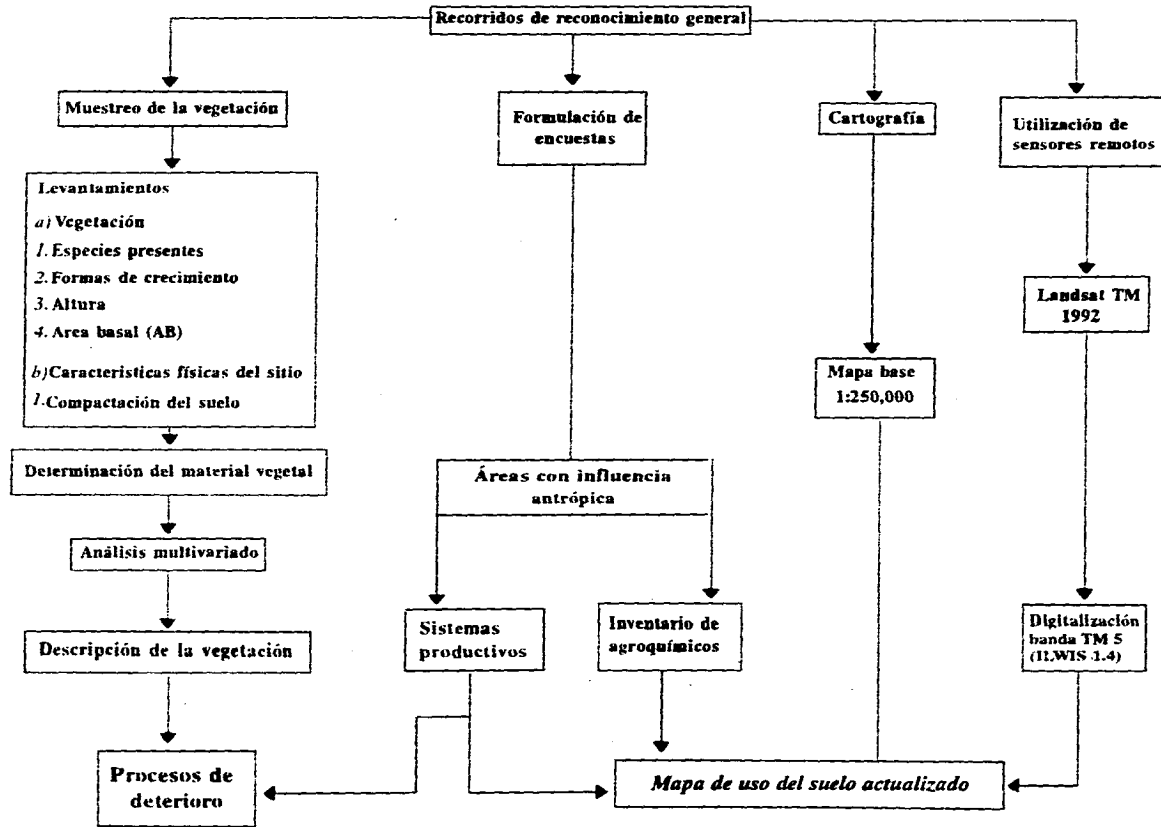 Recorridos de reconocimiento general
Muestreo de la vegetación
Formulación de
encuestas
Cartografía
Utilización de
sensores remotos
Levantamientos
a) Vegetación
1. Especies presentes
2. Formas de crecimiento
3. Altura
4. Area basal (AB)
b) Caracteristicas físicas del sitio
1. Compactación del suelo
Landsat TM
1992
Mapa base
1:250,000
Determinación del material vegetal
Áreas con influencia
antrópica
Análisis multivariado
Descripción de la vegetación
Sistemas
productivos
Inventario de
agroquímicos
Digitalización
banda TM 5
(ILWIS 1.4)
Procesos de
deterioro
Mapa de uso del suelo actualizado